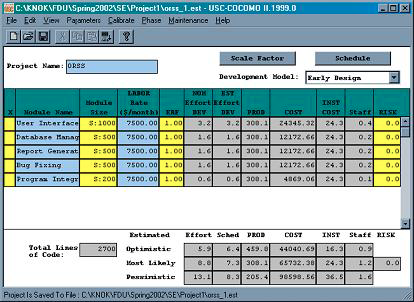 C:\KNOK\FDU\Spring2002\SE\Project1\orss_1.est - USC-COCOMO II.1999.0
File Edit View Parameters Calibrate Phase Maintenance Help
Project Name: ORSS
Scale Factor Schedule
Development Model: Early Design
X Module Name Module Size LABOR Rate ($/month) EAF NOM Effort DEV EST Effort DEV PROD COST INST COST Staff RISK
User Interface S:1000 7500.00 1.00 3.2 3.2 308.1 24345.32 24.3 0.4 0.0
Database Manag S:500 7500.00 1.00 1.6 1.6 308.1 12172.66 24.3 0.2 0.0
Report Generat S:500 7500.00 1.00 1.6 1.6 308.1 12172.66 24.3 0.2 0.0
Bug Fixing S:500 7500.00 1.00 1.6 1.6 308.1 12172.66 24.3 0.2 0.0
Program Integr S:200 7500.00 1.00 0.6 0.6 308.1 4869.06 24.3 0.1 0.0
Total Lines of Code: 2700
Estimated Effort Sched PROD COST INST Staff RISK
Optimistic 5.9 6.4 459.8 44040.69 16.3 0.9
Most Likely 8.8 7.3 308.1 65732.38 24.3 1.2 0.0
Pessimistic 13.1 8.3 205.4 98598.56 36.5 1.6
Project Is Saved To File : C:\KNOK\FDU\Spring2002\SE\Project1\orss_1.est